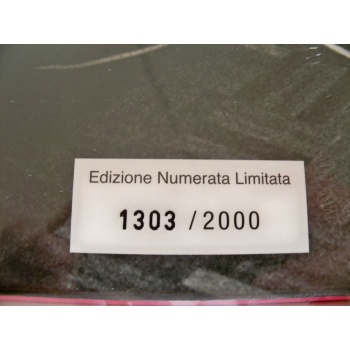 Edizione Numerata Limitata
1303 / 2000